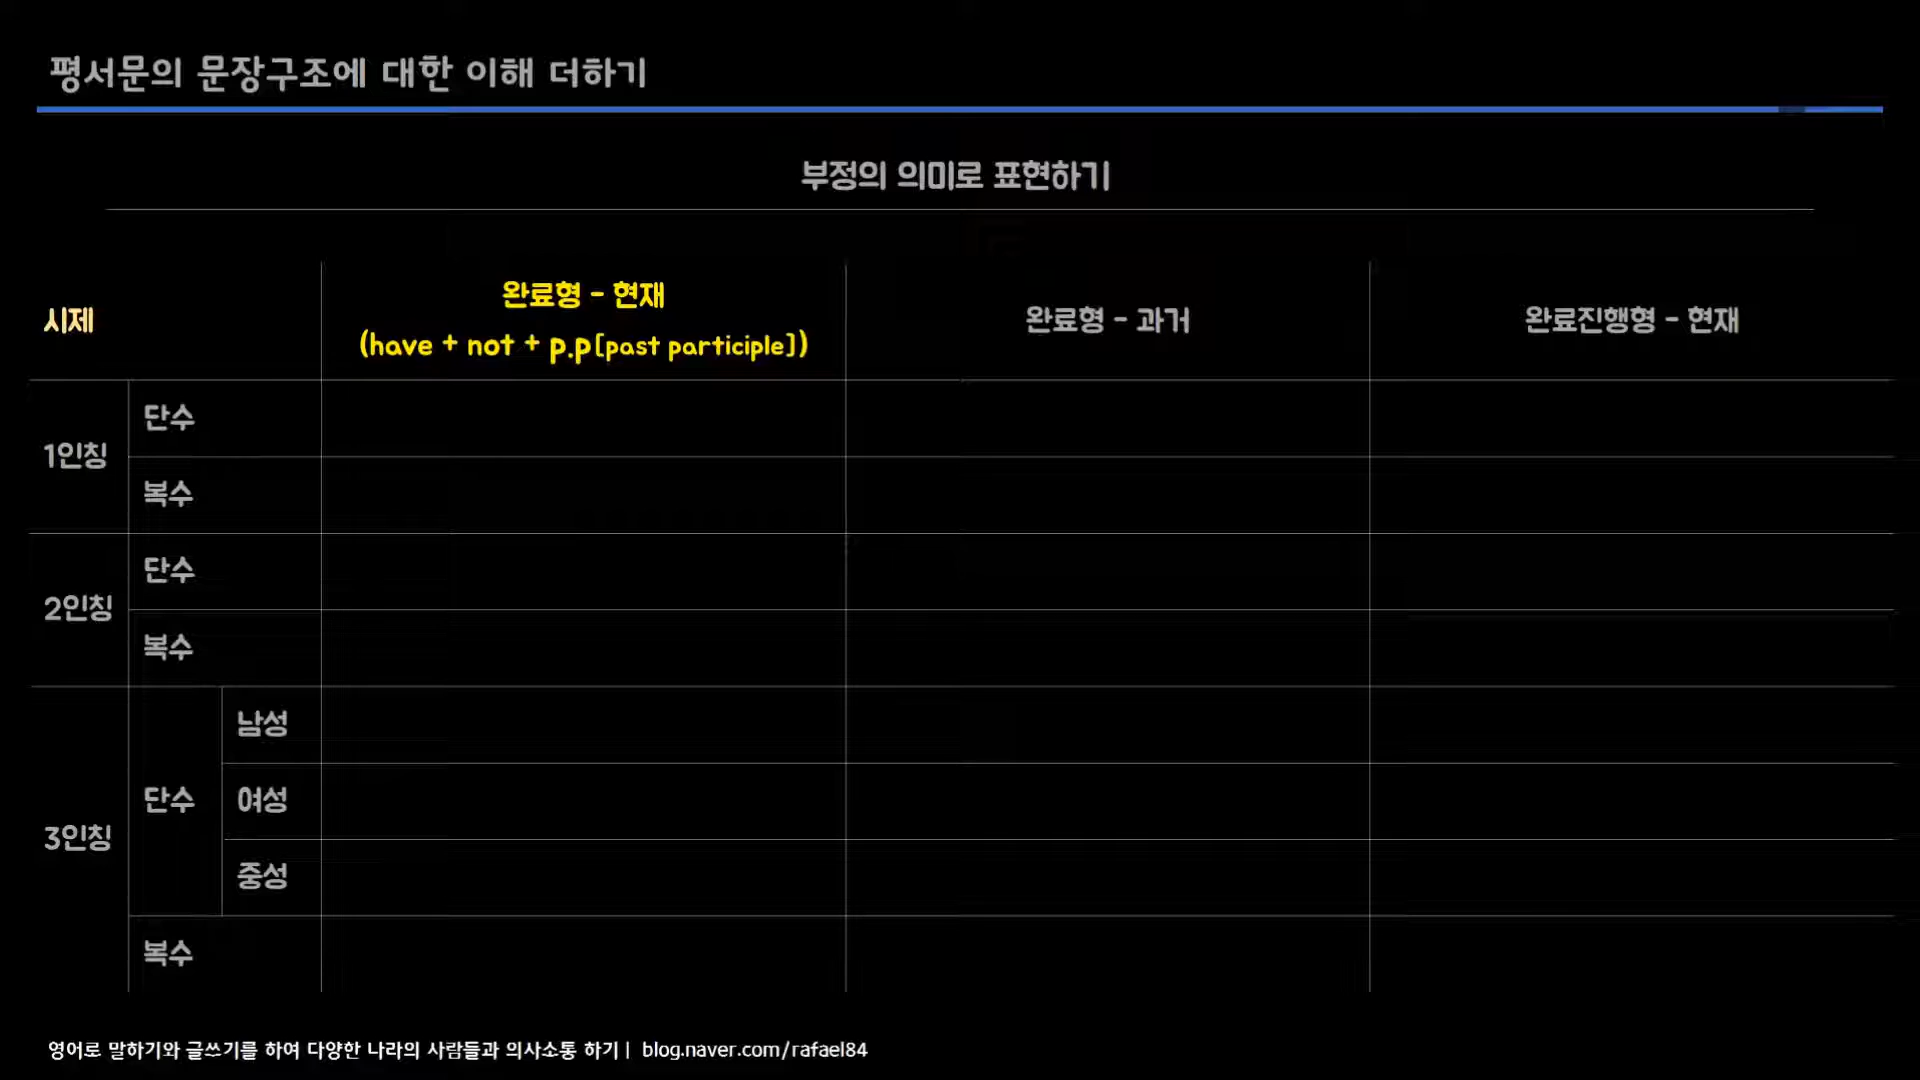 평서문의 문장구조에 대한 이해 더하기
부정의 의미로 표현하기
시제
완료형 - 현재
(have + not + p.p[past participle])
완료형 - 과거
완료진행형 - 현재
1인칭
단수
복수
2인칭
단수
복수
3인칭
단수
남성
여성
중성
복수
영어로 말하기와 글쓰기를 하여 다양한 나라의 사람들과 의사소통 하기 | blog.naver.com/rafael84